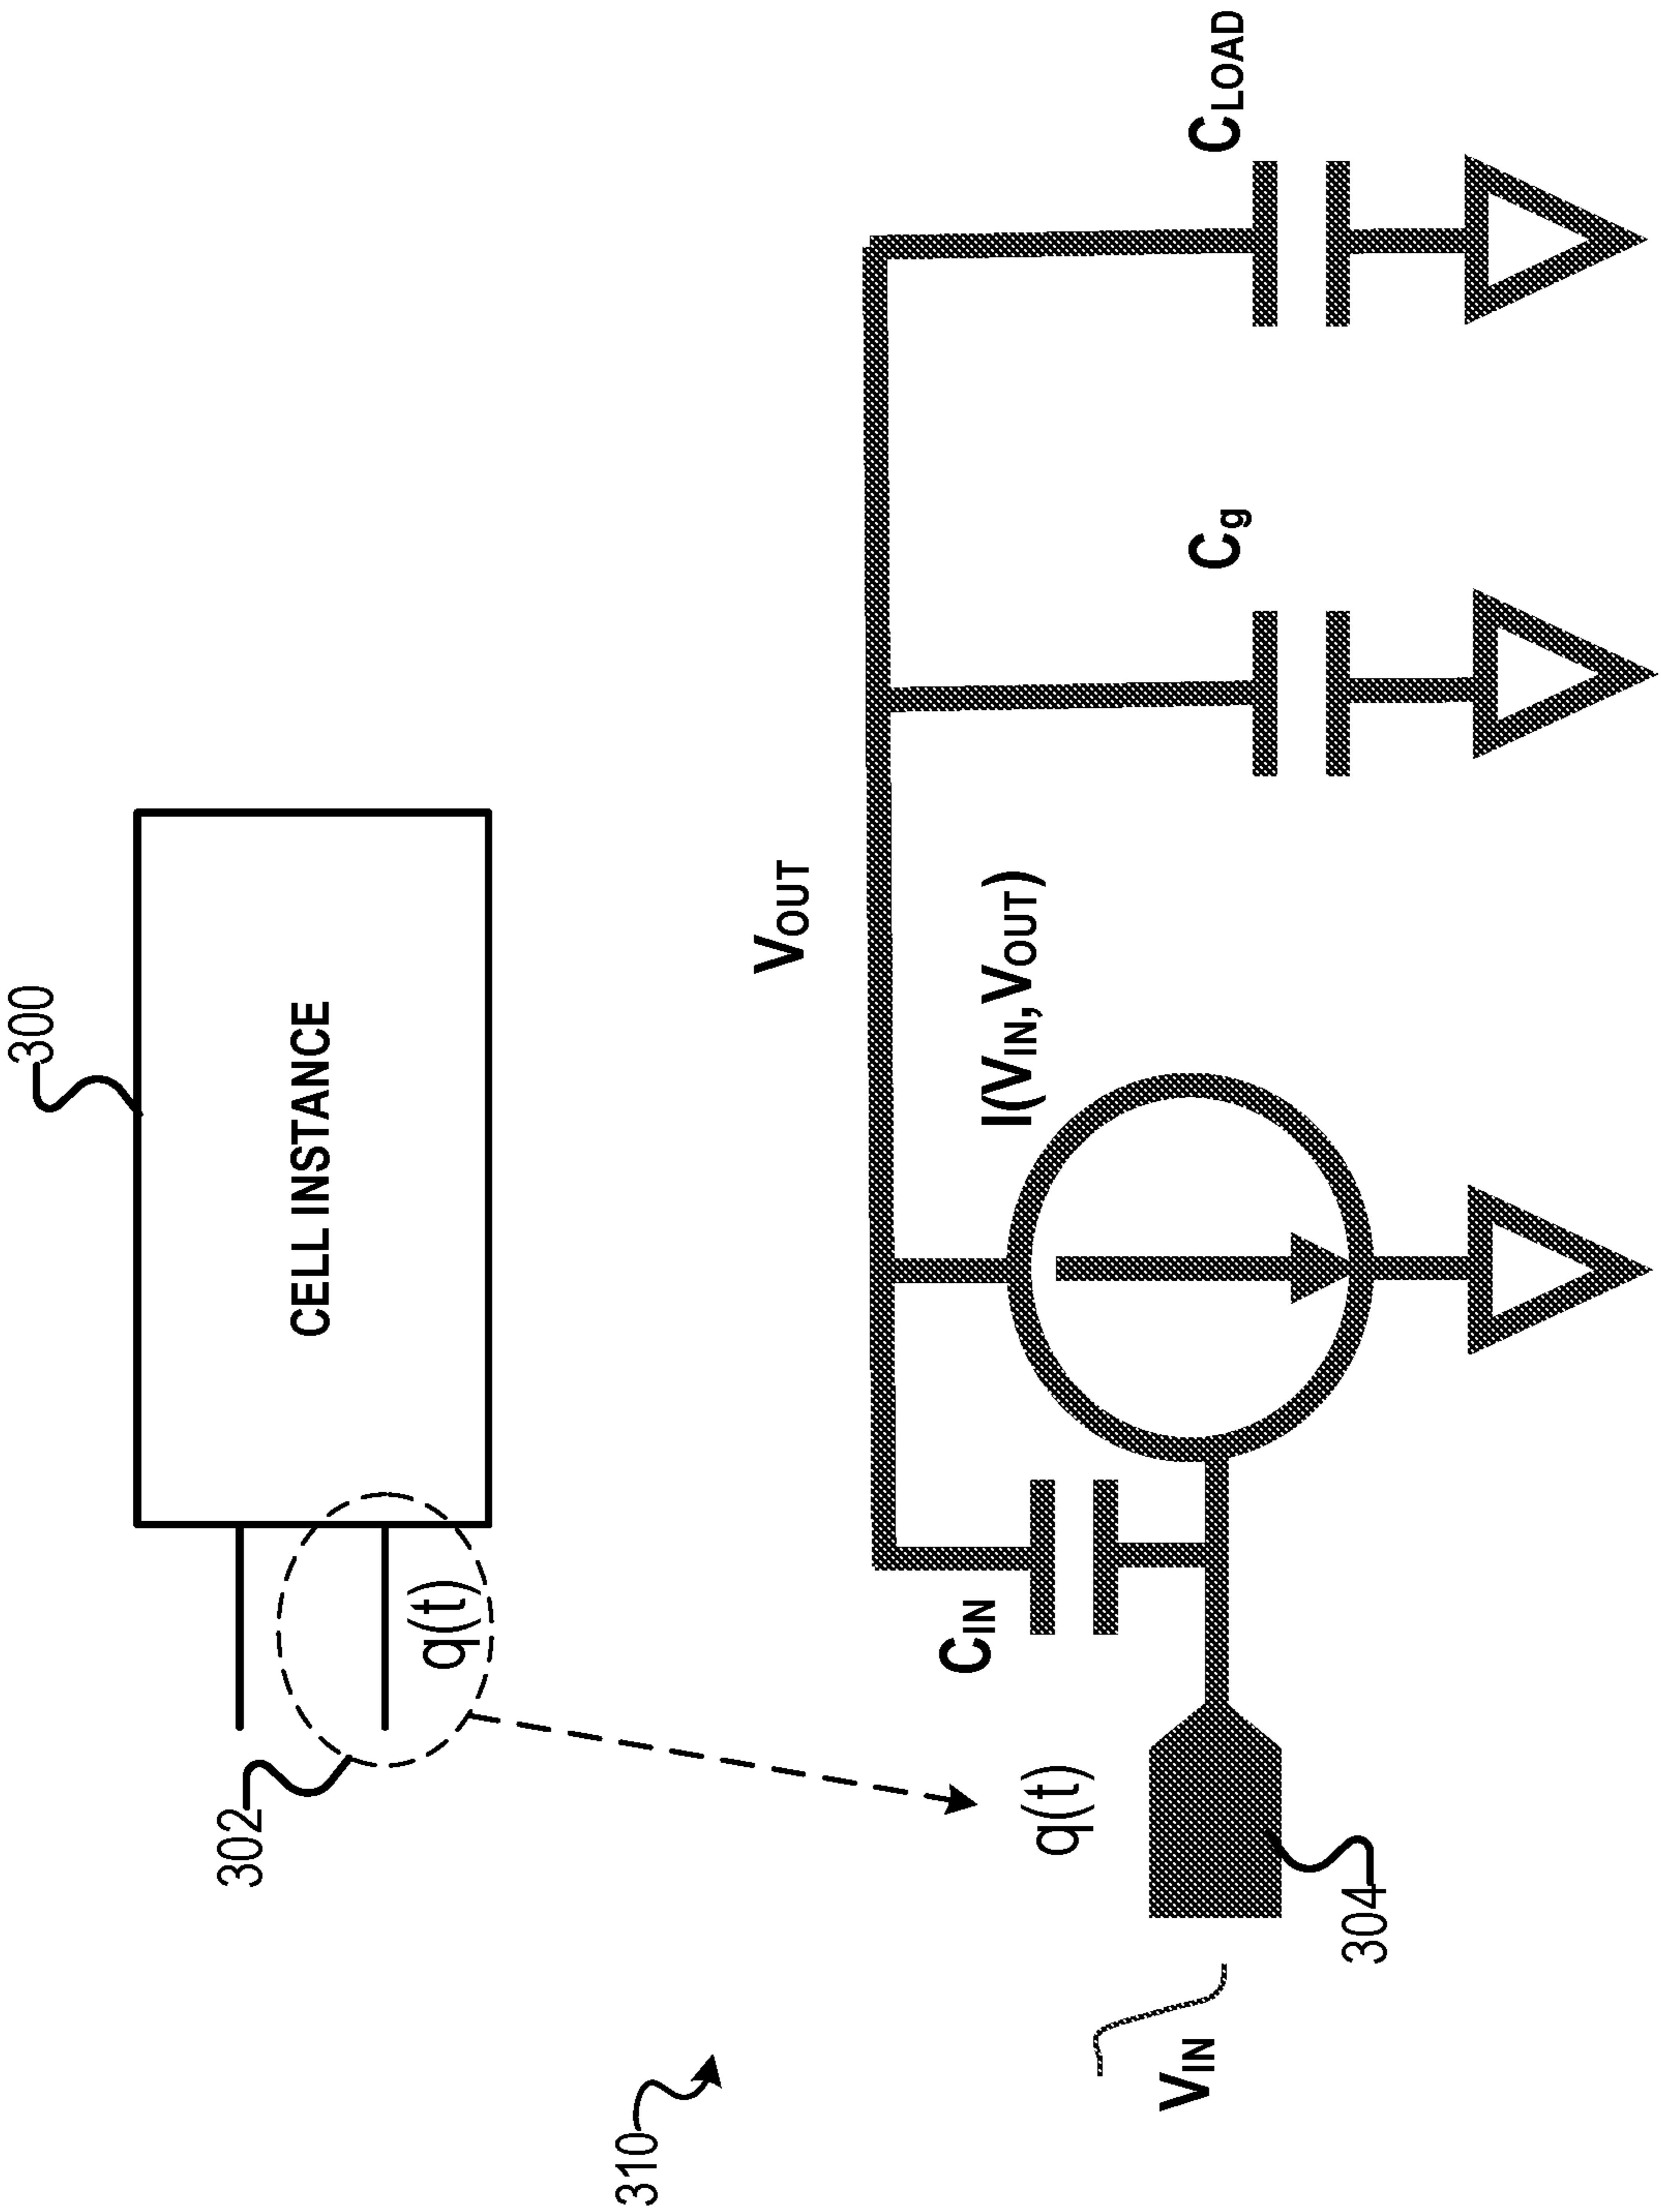 300
CELL INSTANCE
302
q(t)
310
VOUT
CIN
I(VIN,VOUT)
Cg
CLOAD
q(t)
VIN
304